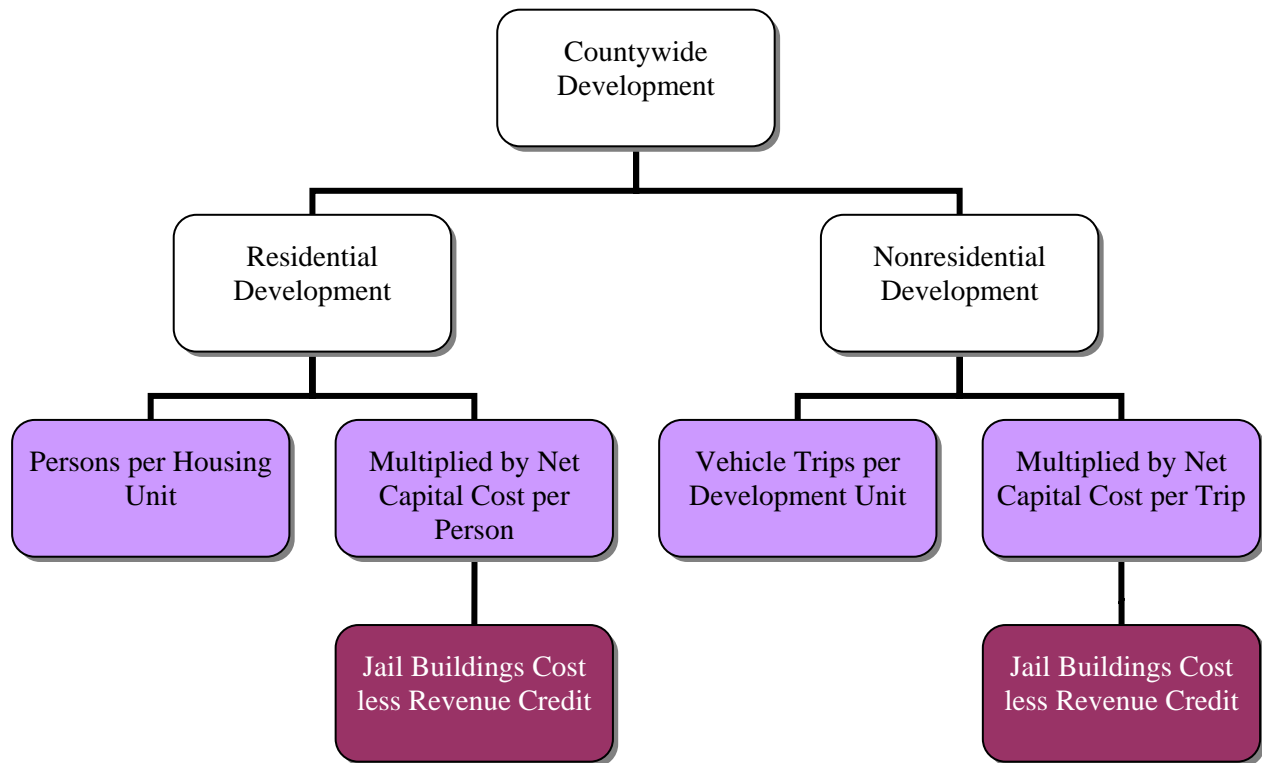 Countywide
Development
Residential
Development
Nonresidential
Development
Persons per Housing
Unit
Multiplied by Net
Capital Cost per
Person
Vehicle Trips per
Development Unit
Multiplied by Net
Capital Cost per Trip
Jail Buildings Cost
less Revenue Credit
Jail Buildings Cost
less Revenue Credit